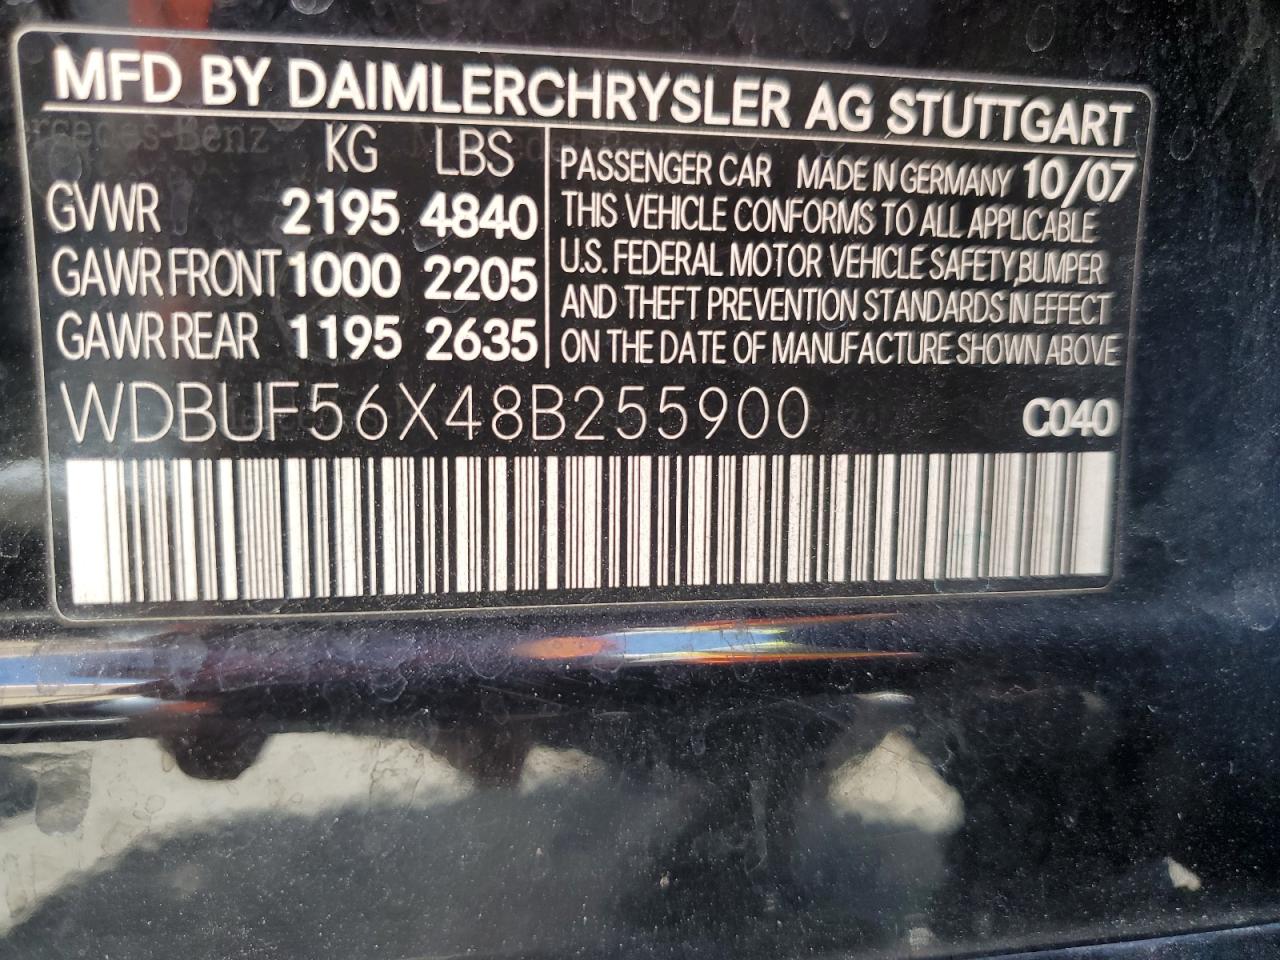 MFD BY DAIMLERCHRYSLER AG STUTTGART
KG LBS
GVWR 2195 4840
GAWR FRONT 1000 2205
GAWR REAR 1195 2635
PASSENGER CAR MADE IN GERMANY 10/07
THIS VEHICLE CONFORMS TO ALL APPLICABLE
U.S. FEDERAL MOTOR VEHICLE SAFETY,BUMPER
AND THEFT PREVENTION STANDARDS IN EFFECT
ON THE DATE OF MANUFACTURE SHOWN ABOVE
WDBUF56X48B255900 C040